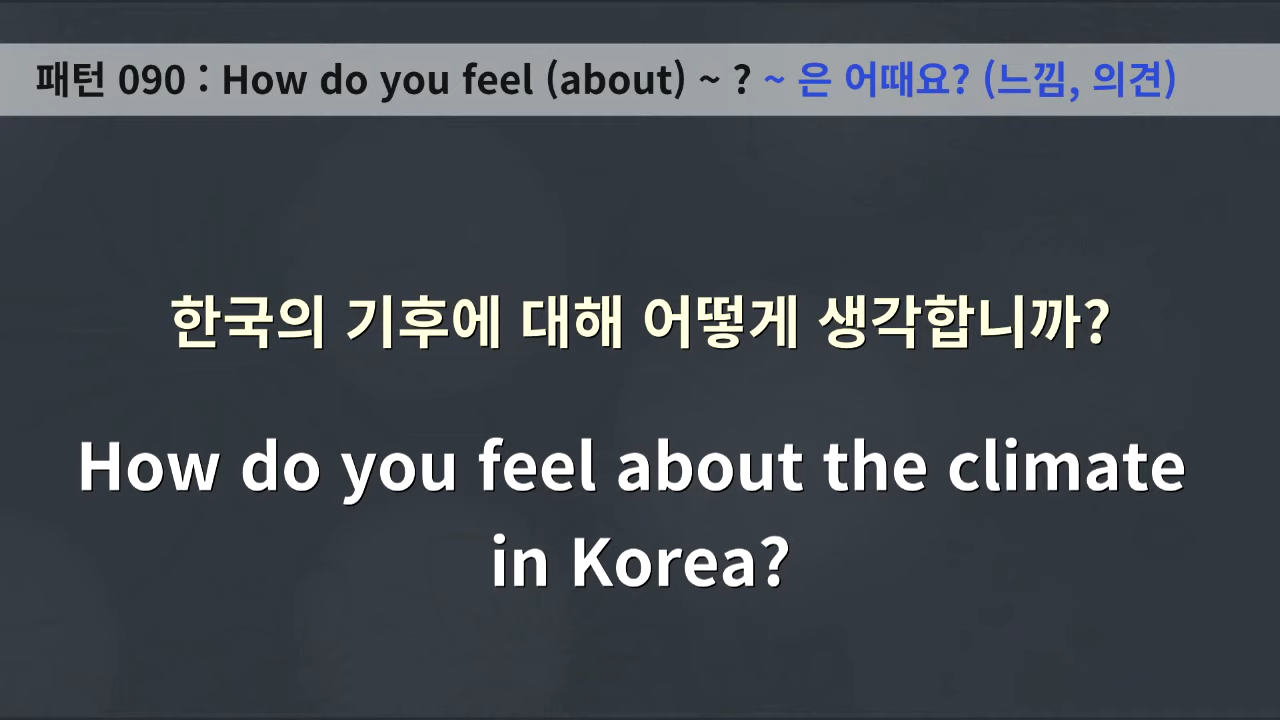 패턴 090 : How do you feel (about) ~ ? ~ 은 어때요? (느낌, 의견)
한국의 기후에 대해 어떻게 생각합니까?
How do you feel about the climate
in Korea?